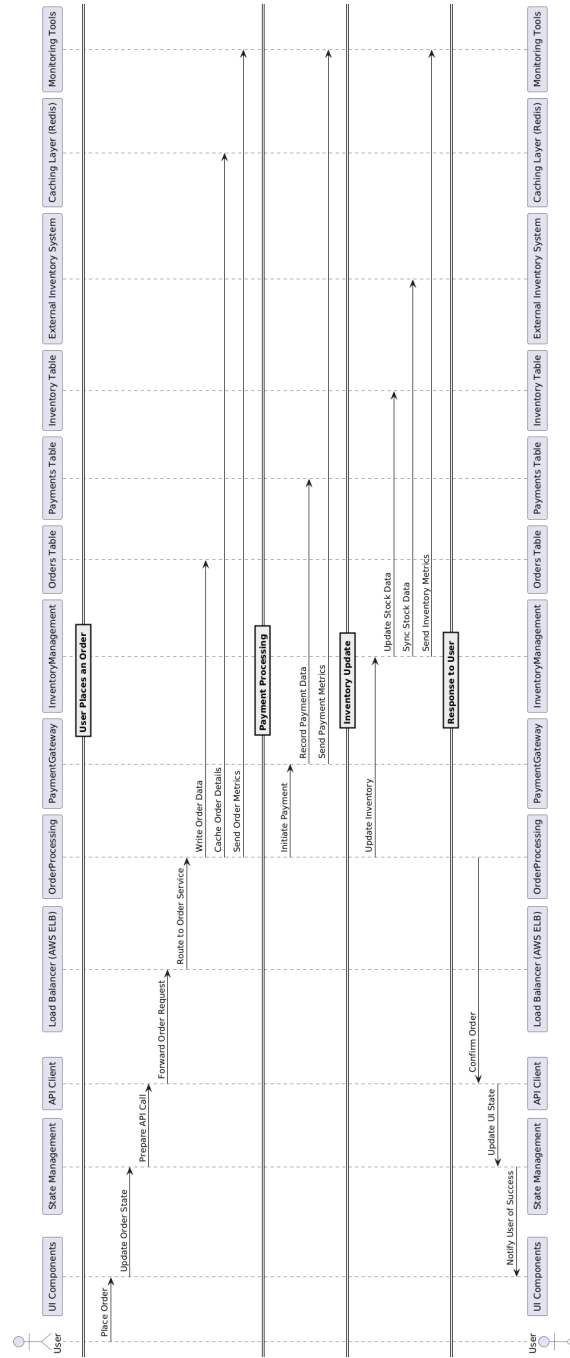 User
UI Components
State Management
API Client
Load Balancer (AWS ELB)
OrderProcessing
PaymentGateway
InventoryManagement
Orders Table
Payments Table
Inventory Table
External Inventory System
Caching Layer (Redis)
Monitoring Tools
User Places an Order
Place Order
Update Order State
Prepare API Call
Forward Order Request
Route to Order Service
Write Order Data
Cache Order Details
Send Order Metrics
Payment Processing
Initiate Payment
Record Payment Data
Send Payment Metrics
Inventory Update
Update Inventory
Update Stock Data
Sync Stock Data
Send Inventory Metrics
Response to User
Confirm Order
Update UI State
Notify User of Success
User
UI Components
State Management
API Client
Load Balancer (AWS ELB)
OrderProcessing
PaymentGateway
InventoryManagement
Orders Table
Payments Table
Inventory Table
External Inventory System
Caching Layer (Redis)
Monitoring Tools